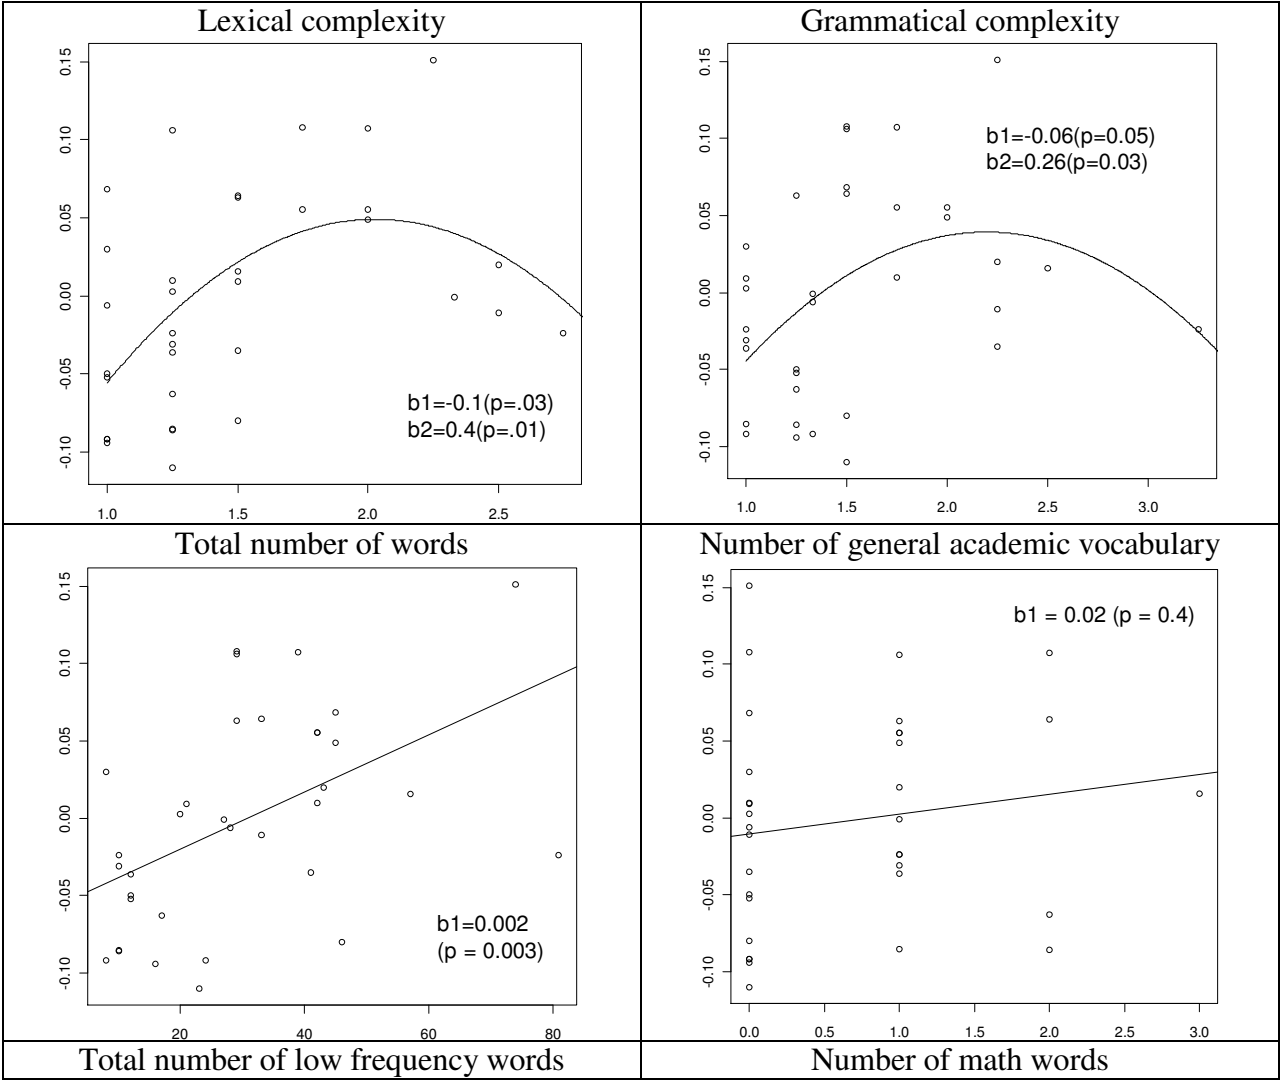 Lexical complexity
Grammatical complexity
0.15
0.10
0.05
0.00
-0.05
-0.10
b1=-0.1(p=.03)
b2=0.4(p=.01)
1.0 1.5 2.0 2.5
0.15
0.10
0.05
0.00
-0.05
-0.10
b1=-0.06(p=0.05)
b2=0.26(p=0.03)
1.0 1.5 2.0 2.5 3.0
Total number of words
Number of general academic vocabulary
0.15
0.10
0.05
0.00
-0.05
-0.10
b1=0.002
(p = 0.003)
20 40 60 80
0.15
0.10
0.05
0.00
-0.05
-0.10
b1 = 0.02 (p = 0.4)
0.0 0.5 1.0 1.5 2.0 2.5 3.0
Total number of low frequency words
Number of math words